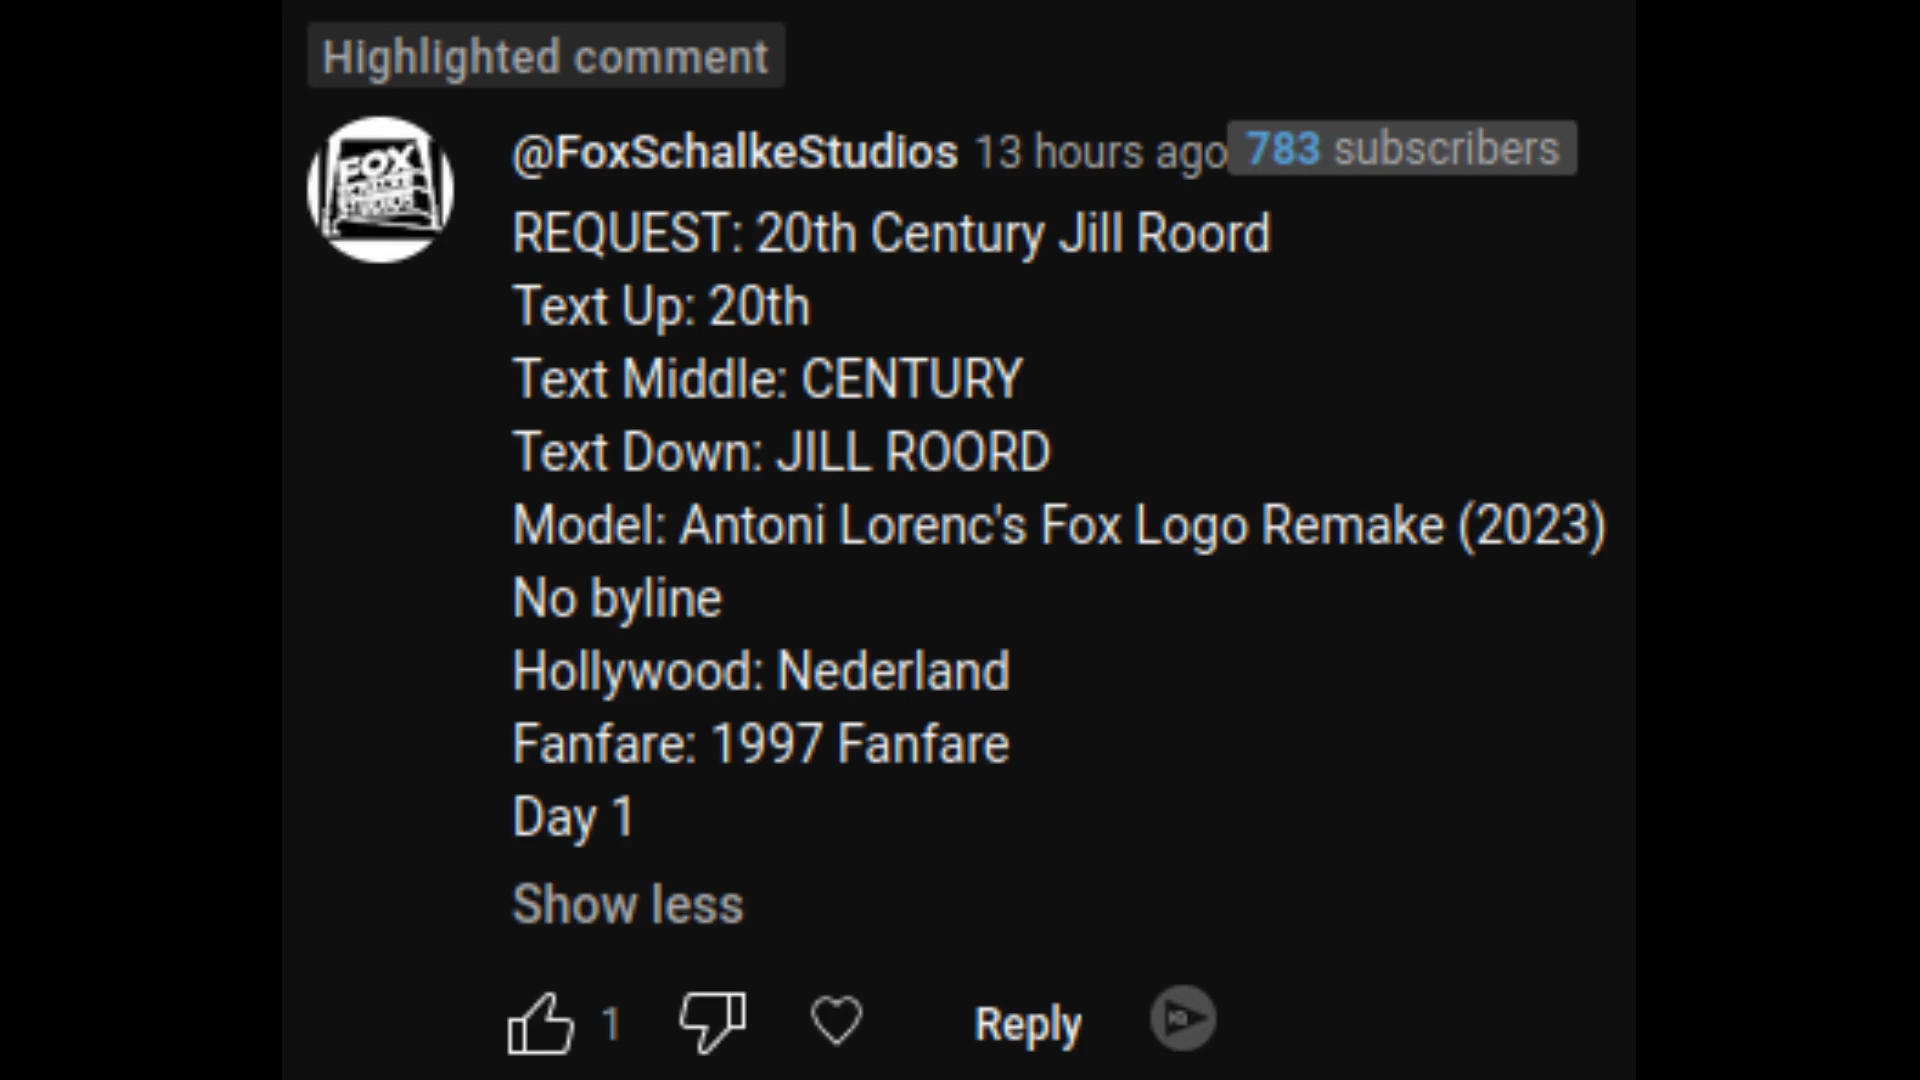 Highlighted comment
@FoxSchalkeStudios 13 hours ago 783 subscribers
FOX
STUDIOS
REQUEST: 20th Century Jill Roord
Text Up: 20th
Text Middle: CENTURY
Text Down: JILL ROORD
Model: Antoni Lorenc's Fox Logo Remake (2023)
No byline
Hollywood: Nederland
Fanfare: 1997 Fanfare
Day 1
Show less
1 Reply